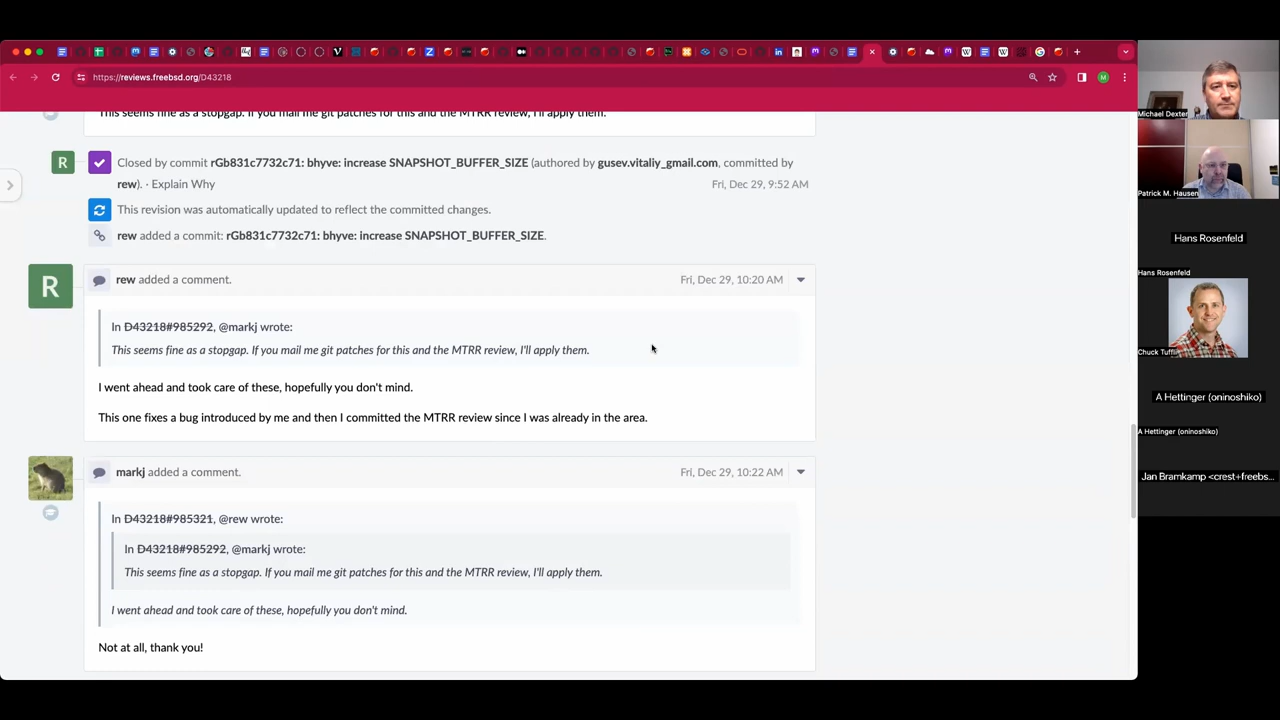 https://reviews.freebsd.org/D43218
This seems fine as a stopgap. If you mail me git patches for this and the MTRR review, I'll apply them.
R
Closed by commit rGb831c7732c71: bhyve: increase SNAPSHOT_BUFFER_SIZE (authored by gusev.vitaliy_gmail.com, committed by
rew). · Explain Why
Fri, Dec 29, 9:52 AM
This revision was automatically updated to reflect the committed changes.
rew added a commit: rGb831c7732c71: bhyve: increase SNAPSHOT_BUFFER_SIZE.
R
rew added a comment.
Fri, Dec 29, 10:20 AM
In D43218#985292, @markj wrote:
This seems fine as a stopgap. If you mail me git patches for this and the MTRR review, I'll apply them.
I went ahead and took care of these, hopefully you don't mind.
This one fixes a bug introduced by me and then I committed the MTRR review since I was already in the area.
markj added a comment.
Fri, Dec 29, 10:22 AM
In D43218#985321, @rew wrote:
In D43218#985292, @markj wrote:
This seems fine as a stopgap. If you mail me git patches for this and the MTRR review, I'll apply them.
I went ahead and took care of these, hopefully you don't mind.
Not at all, thank you!
Michael Dexter
Patrick M. Hausen
Hans Rosenfeld
Hans Rosenfeld
Chuck Tuffli
A Hettinger (oninoshiko)
A Hettinger (oninoshiko)
Jan Bramkamp <crest+freebs...